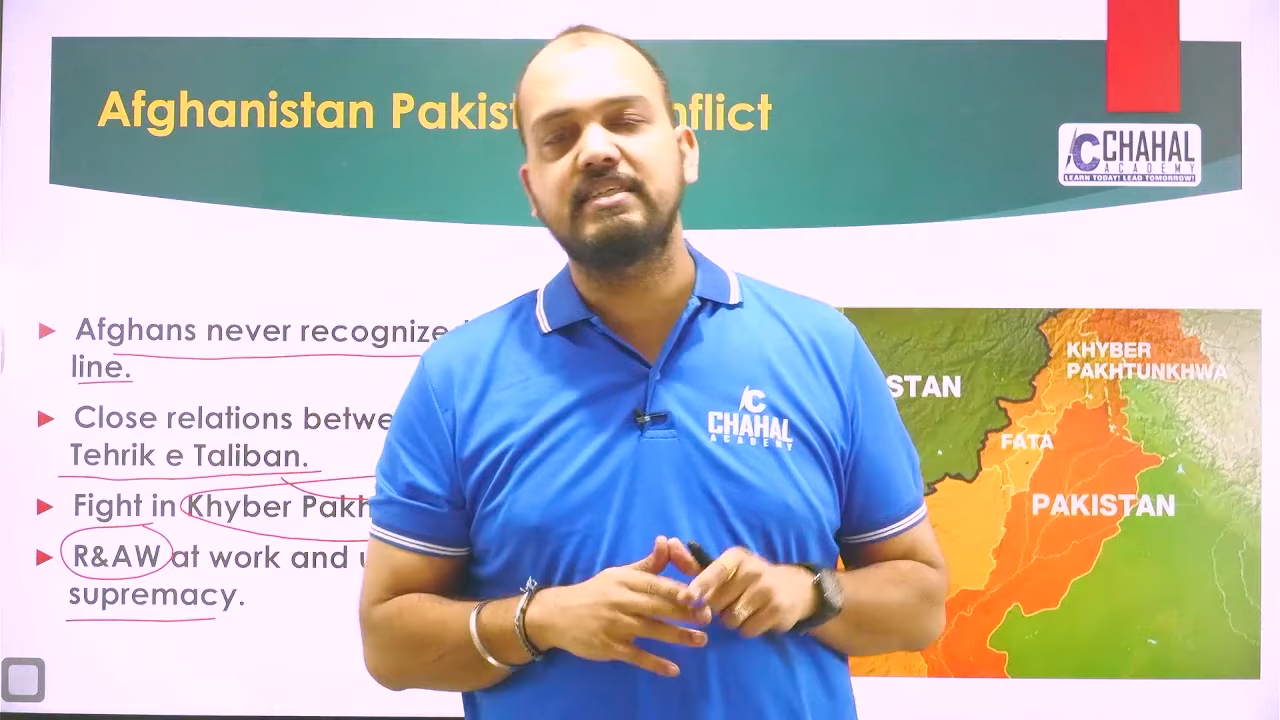 Afghanistan Pakist nflict
CHAHAL
ACADEMY
LEARN TODAY! LEAD TOMORROW!
Afghans never recognize
line.
Close relations betwe
Tehrik e Taliban.
Fight in Khyber Pakh
R&AW at work and
supremacy.
STAN
KHYBER
PAKHTUNKHWA
FATA
PAKISTAN
CHAHAL
ACADEMY